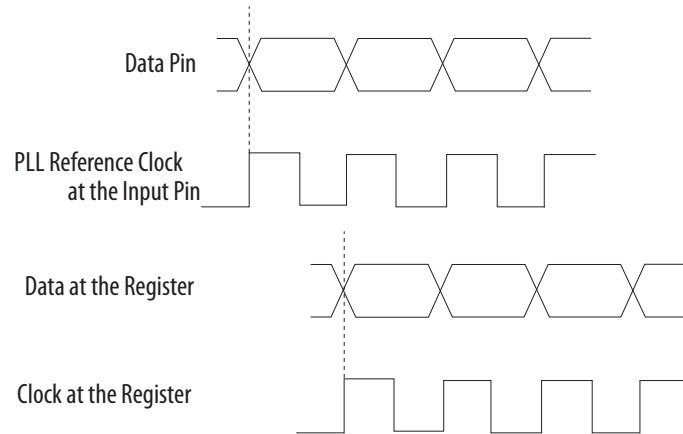 Data Pin
PLL Reference Clock
at the Input Pin
Data at the Register
Clock at the Register